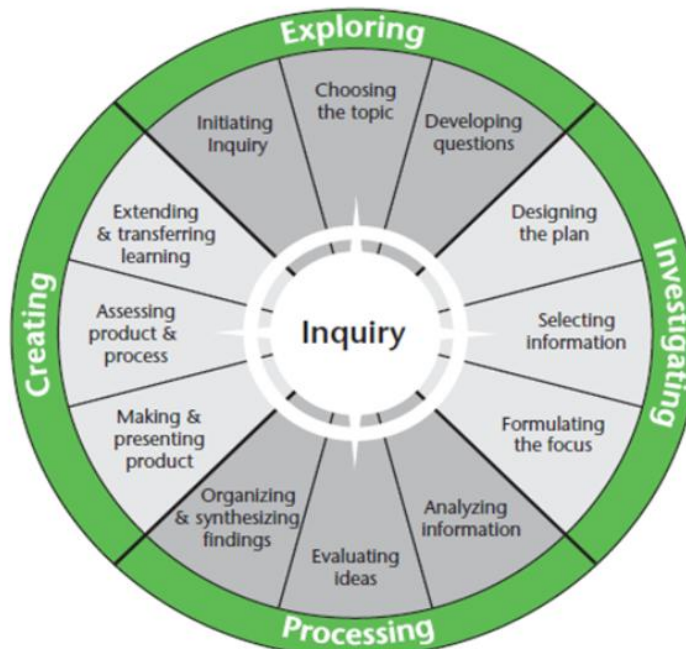 Exploring
Initiating
Inquiry
Choosing
the topic
Developing
questions
Investigating
Designing
the plan
Selecting
information
Formulating
the focus
Processing
Analyzing
information
Evaluating
ideas
Organizing
& synthesizing
findings
Creating
Making &
presenting
product
Assessing
product &
process
Extending
& transferring
learning
Inquiry